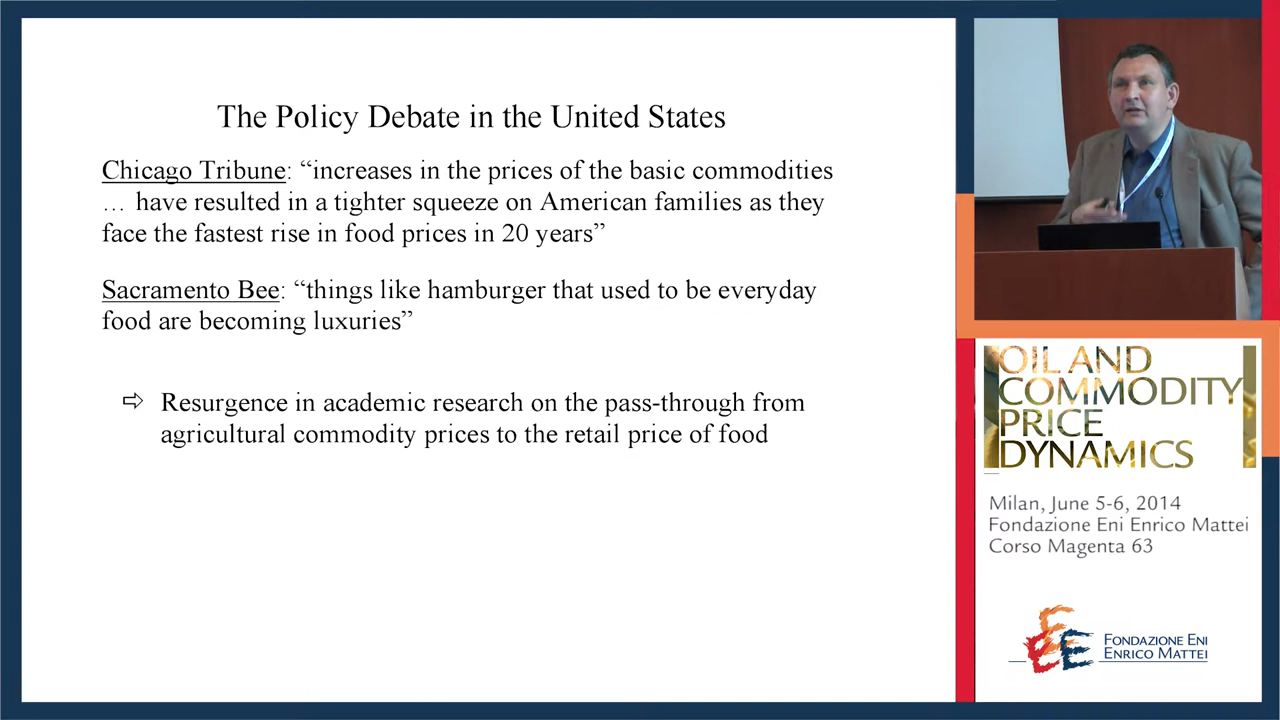 The Policy Debate in the United States
Chicago Tribune: “increases in the prices of the basic commodities
… have resulted in a tighter squeeze on American families as they
face the fastest rise in food prices in 20 years”
Sacramento Bee: “things like hamburger that used to be everyday
food are becoming luxuries”
⇨ Resurgence in academic research on the pass-through from
agricultural commodity prices to the retail price of food
OIL AND
COMMODITY
PRICE
DYNAMICS
Milan, June 5-6, 2014
Fondazione Eni Enrico Mattei
Corso Magenta 63
FONDAZIONE ENI
ENRICO MATTEI